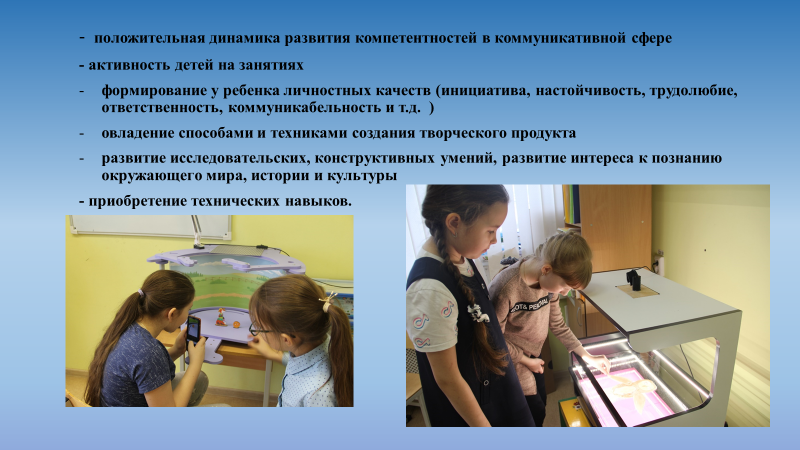 - положительная динамика развития компетентностей в коммуникативной сфере
- активность детей на занятиях
- формирование у ребенка личностных качеств (инициатива, настойчивость, трудолюбие,
ответственность, коммуникабельность и т.д. )
- овладение способами и техниками создания творческого продукта
- развитие исследовательских, конструктивных умений, развитие интереса к познанию
окружающего мира, истории и культуры
- приобретение технических навыков.